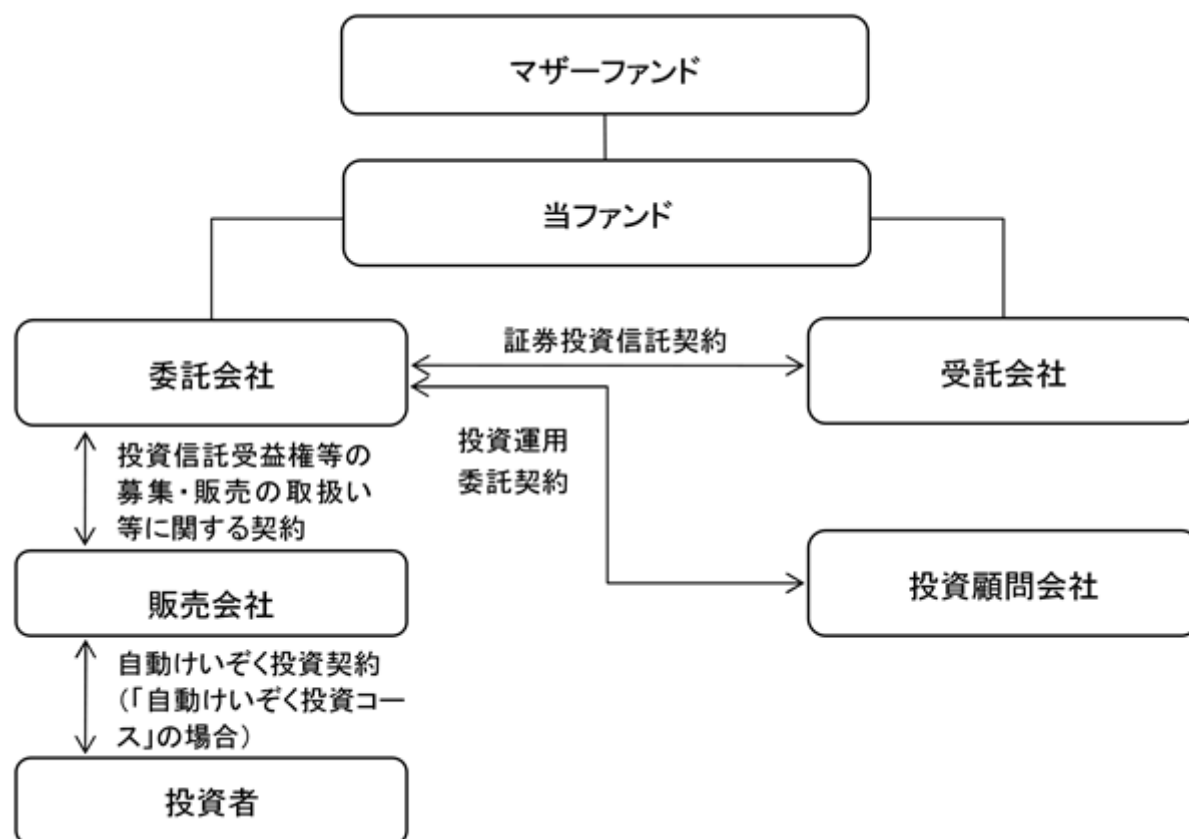 マザーファンド
当ファンド
証券投資信託契約
委託会社
受託会社
投資運用
委託契約
投資信託受益権等の
募集・販売の取扱い
等に関する契約
販売会社
投資顧問会社
自動けいぞく投資契約
(「自動けいぞく投資コー
ス」の場合)
投資者